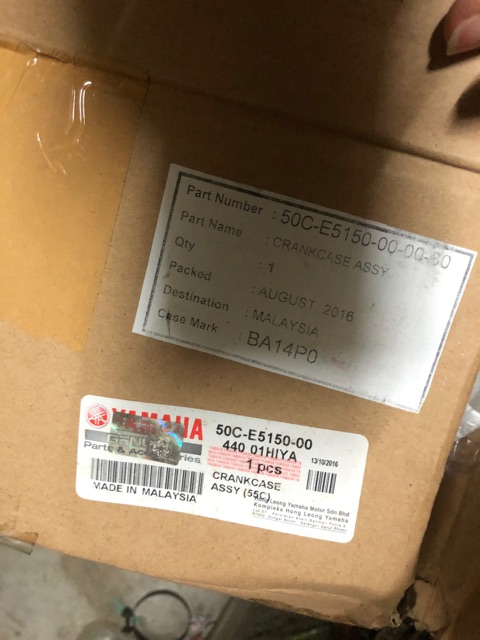 Part Number : 50C-E5150-00-00-80
Part Name : CRANKCASE ASSY
Qty : 1
Packed : AUGUST, 2016
Destination : MALAYSIA
Case Mark : BA14P0
YAMAHA
GENUINE
Parts & Accessories
MADE IN MALAYSIA
50C-E5150-00
440 01HIYA
1 pcs
13/10/2016
CRANKCASE
ASSY (55C)
Hong Leong Yamaha Motor Sdn Bhd
Kompleks Hong Leong Yamaha